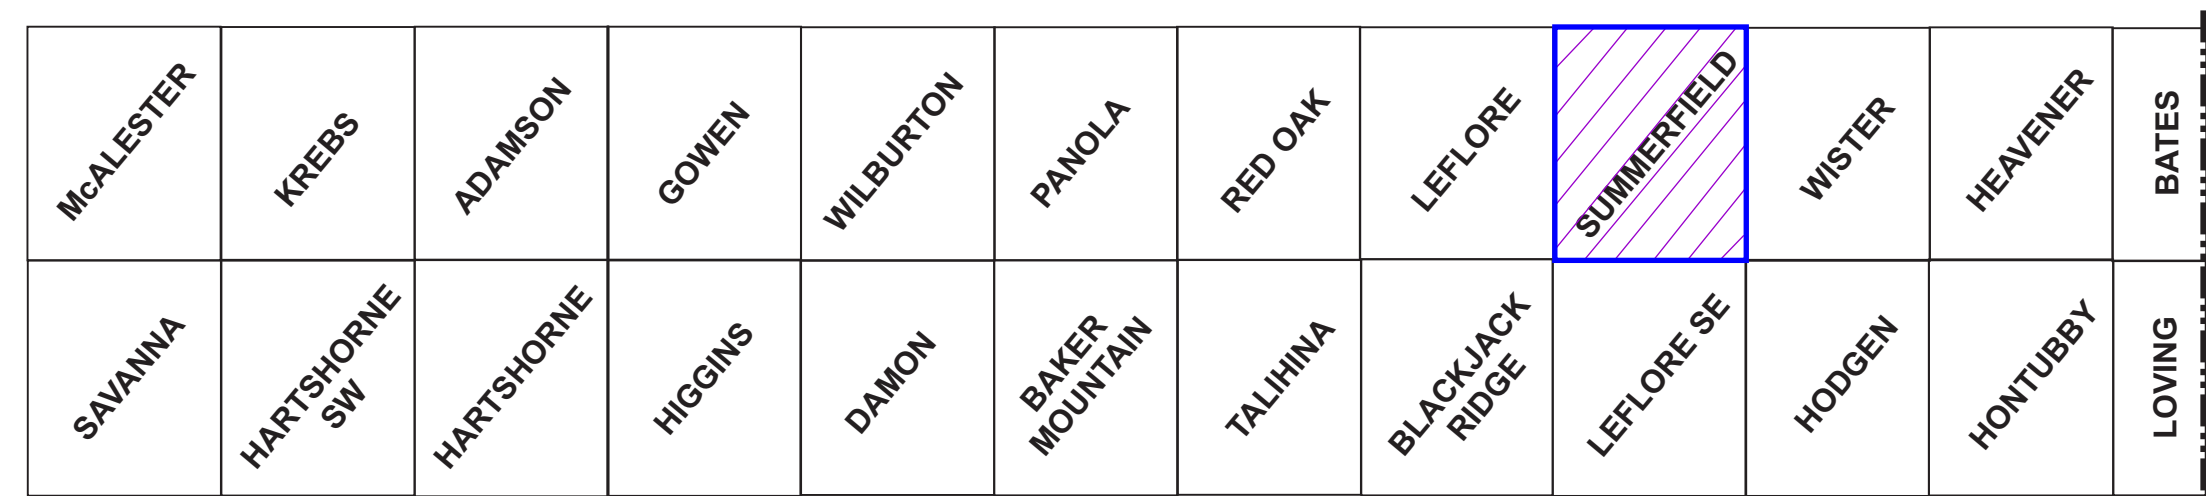 McALESTER
KREBS
ADAMSON
GOWEN
WILBURTON
PANOLA
RED OAK
LEFLORE
SUMMERFIELD
WISTER
HEAVENER
BATES
SAVANNA
HARTSHORNE
SW
HARTSHORNE
HIGGINS
DAMON
BAKER
MOUNTAIN
TALIHINA
BLACKJACK
RIDGE
LEFLORE SE
HODGEN
HONTUBBY
LOVING